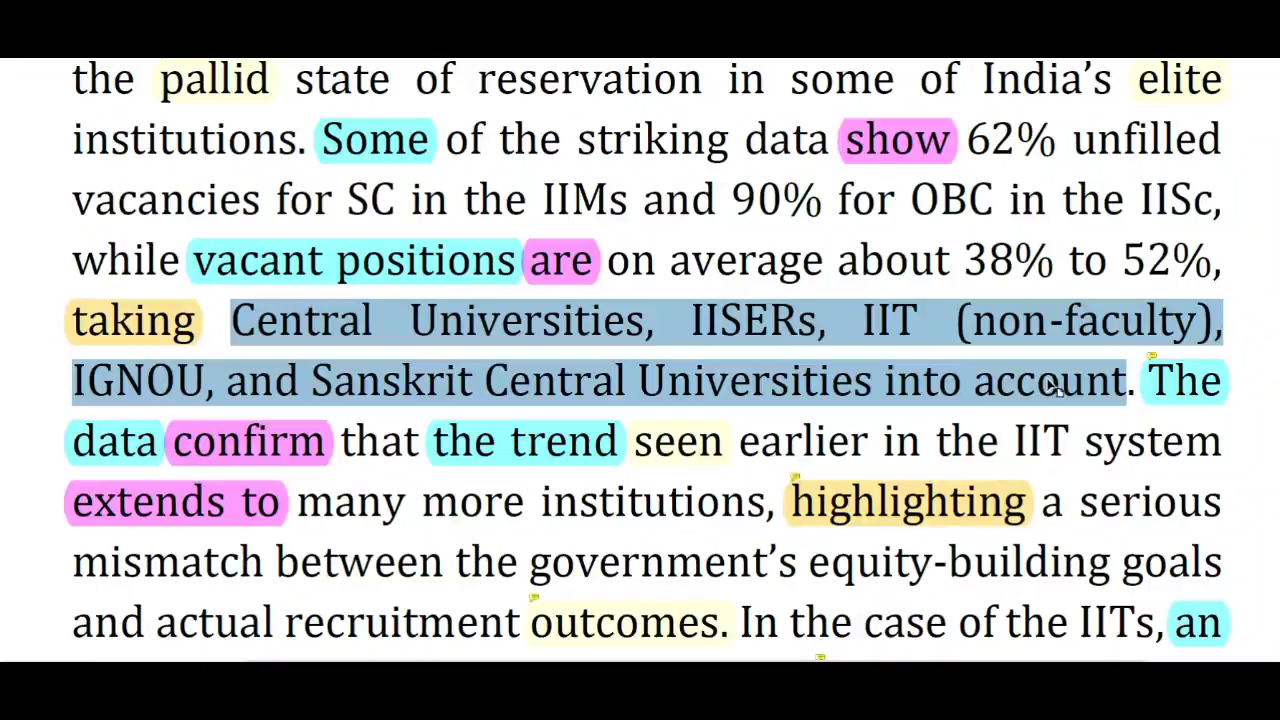 the pallid state of reservation in some of India’s elite
institutions. Some of the striking data show 62% unfilled
vacancies for SC in the IIMs and 90% for OBC in the IISc,
while vacant positions are on average about 38% to 52%,
taking Central Universities, IISERs, IIT (non-faculty),
IGNOU, and Sanskrit Central Universities into account. The
data confirm that the trend seen earlier in the IIT system
extends to many more institutions, highlighting a serious
mismatch between the government’s equity-building goals
and actual recruitment outcomes. In the case of the IITs, an